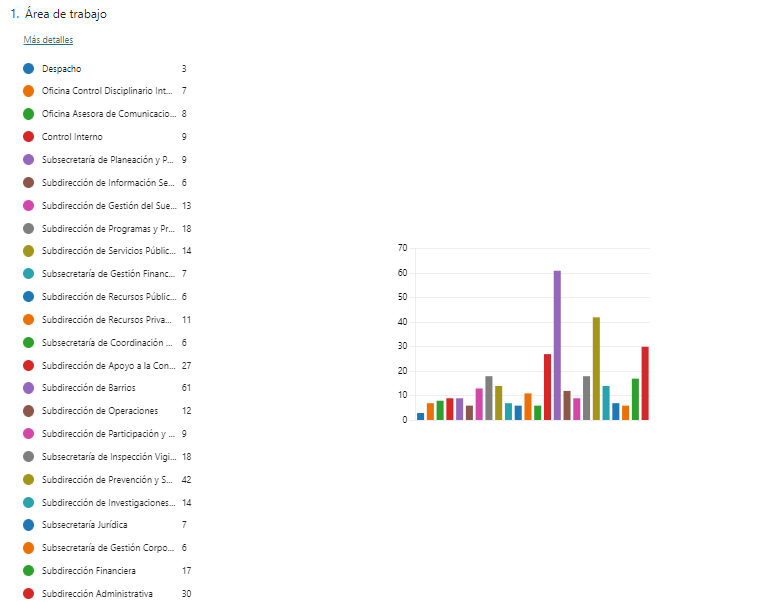 1. Área de trabajo
Más detalles
Despacho 3
Oficina Control Disciplinario Int... 7
Oficina Asesora de Comunicacio... 8
Control Interno 9
Subsecretaría de Planeación y P... 9
Subdirección de Información Se... 6
Subdirección de Gestión del Sue... 13
Subdirección de Programas y Pr... 18
Subdirección de Servicios Públic... 14
Subsecretaría de Gestión Financ... 7
Subdirección de Recursos Públic... 6
Subdirección de Recursos Priva... 11
Subsecretaría de Coordinación ... 6
Subdirección de Apoyo a la Con... 27
Subdirección de Barrios 61
Subdirección de Operaciones 12
Subdirección de Participación y ... 9
Subsecretaría de Inspección Vigi... 18
Subdirección de Prevención y S... 42
Subdirección de Investigaciones... 14
Subsecretaría Jurídica 7
Subsecretaría de Gestión Corpo... 6
Subdirección Financiera 17
Subdirección Administrativa 30
70
60
50
40
30
20
10
0